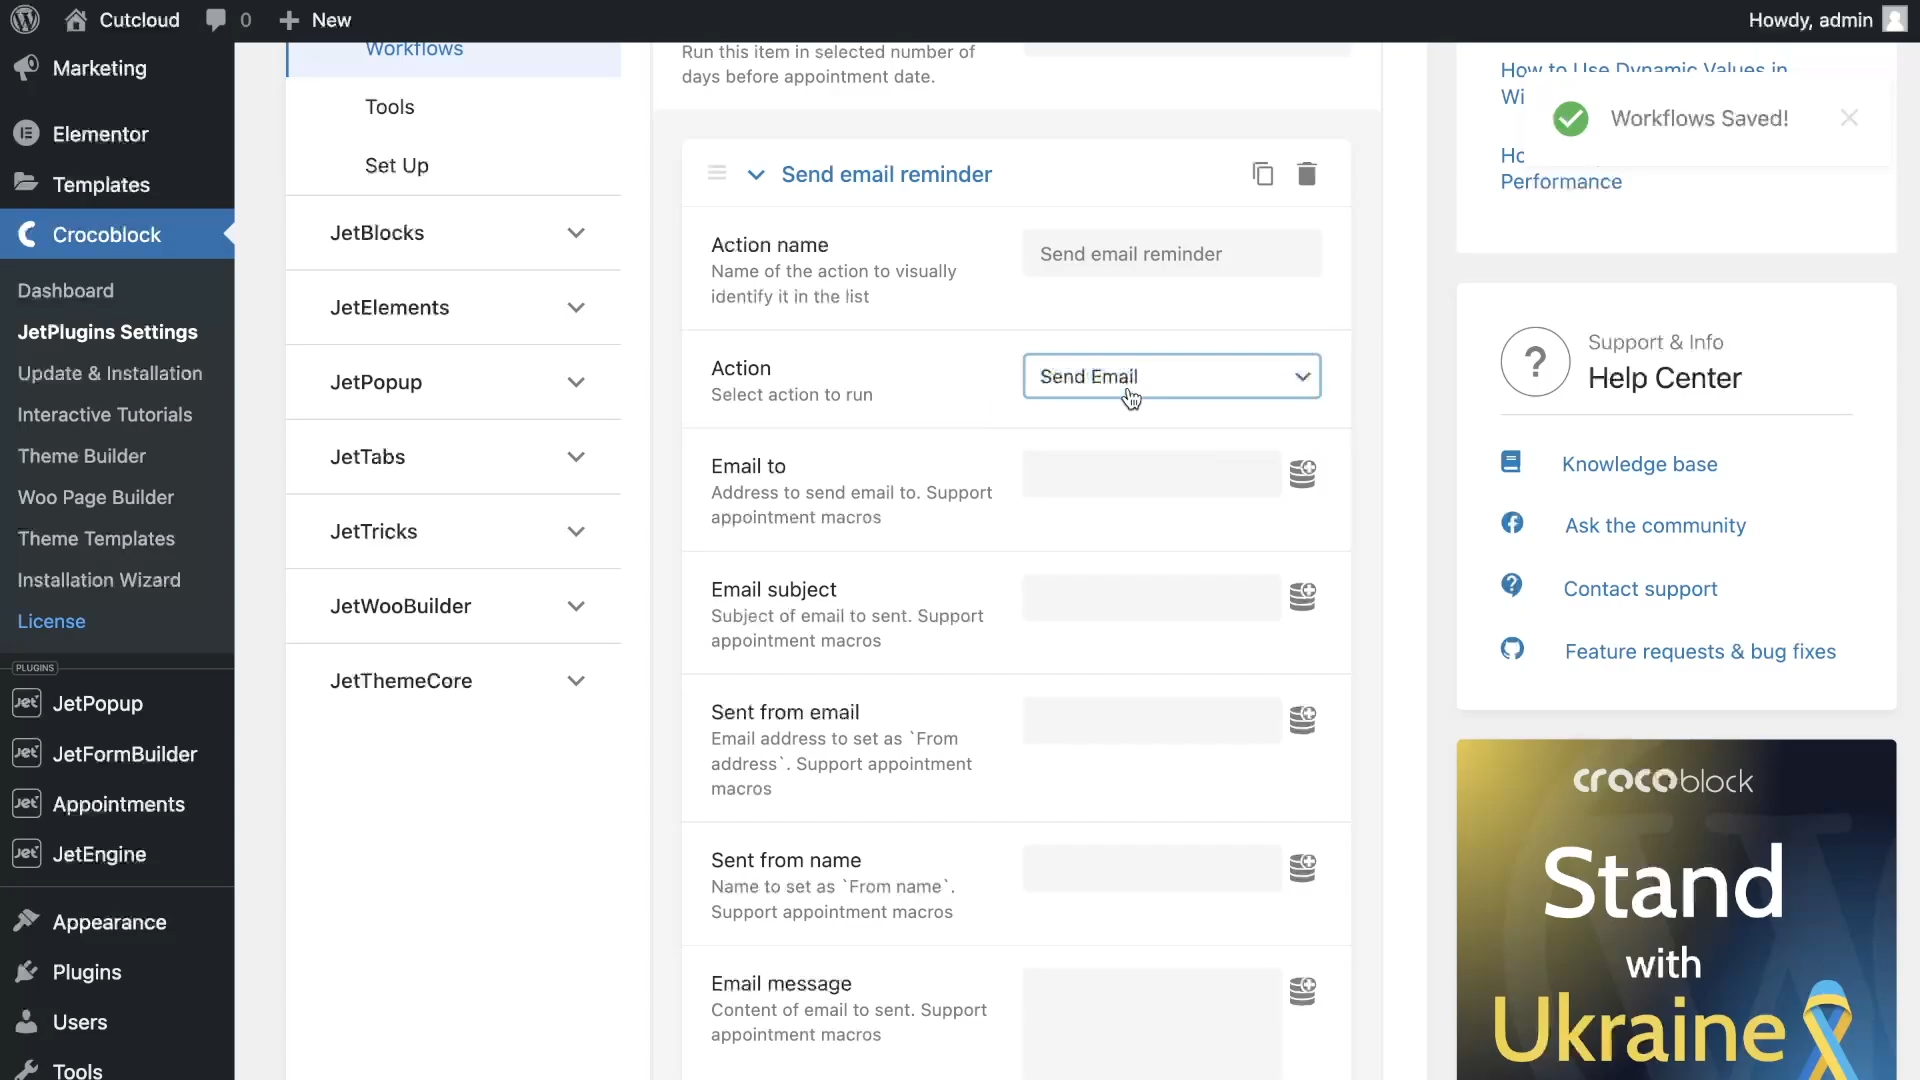 Cutcloud
0
New
Howdy, admin
Marketing
Elementor
Templates
Crocoblock
Dashboard
JetPlugins Settings
Update & Installation
Interactive Tutorials
Theme Builder
Woo Page Builder
Theme Templates
Installation Wizard
License
PLUGINS
JetPopup
JetFormBuilder
Appointments
JetEngine
Appearance
Plugins
Users
Tools
Workflows
Tools
Set Up
JetBlocks
JetElements
JetPopup
JetTabs
JetTricks
JetWooBuilder
JetThemeCore
Run this item in selected number of
days before appointment date.
Send email reminder
Action name
Name of the action to visually
identify it in the list
Send email reminder
Action
Select action to run
Send Email
Email to
Address to send email to. Support
appointment macros
Email subject
Subject of email to sent. Support
appointment macros
Sent from email
Email address to set as `From
address`. Support appointment
macros
Sent from name
Name to set as `From name`.
Support appointment macros
Email message
Content of email to sent. Support
appointment macros
How to Use Dynamic Values in
Wi
Workflows Saved!
Ho
Performance
Support & Info
Help Center
Knowledge base
Ask the community
Contact support
Feature requests & bug fixes
crocoblock
Stand
with
Ukraine